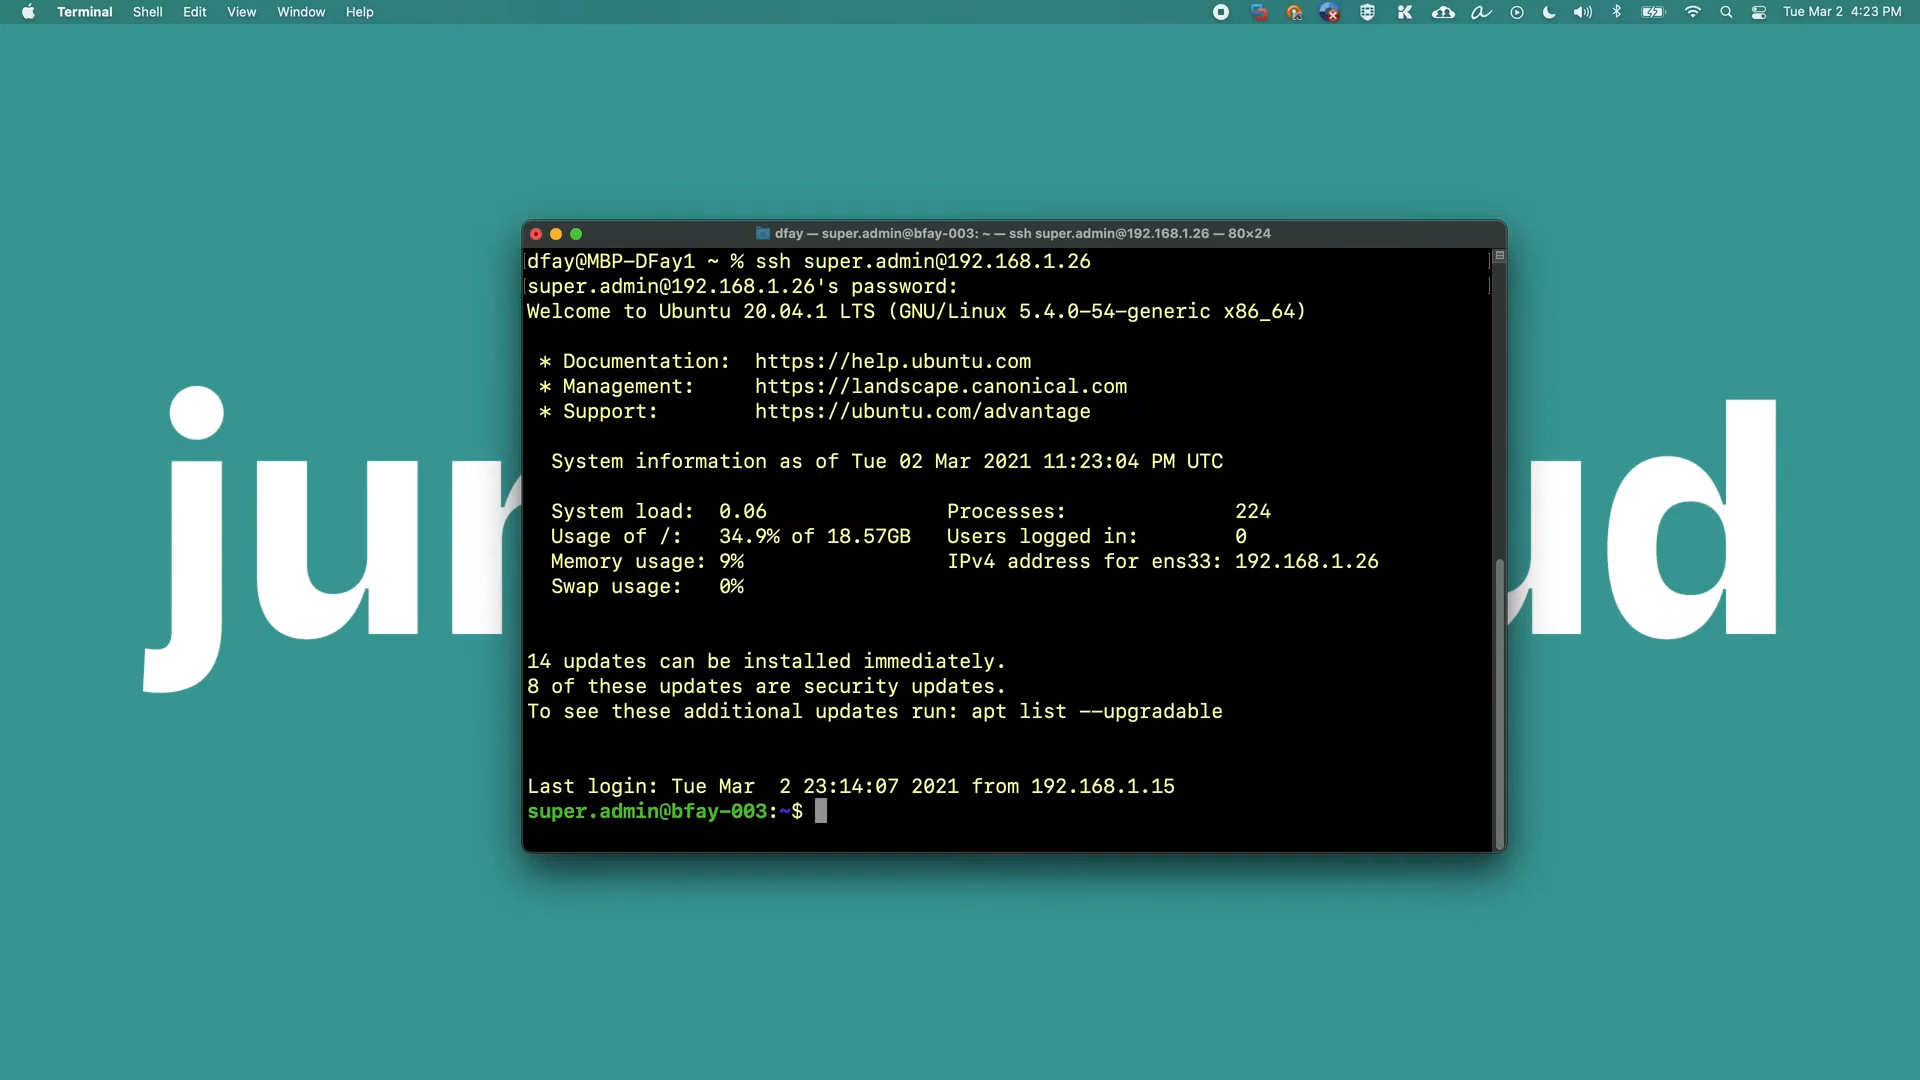 Terminal Shell Edit View Window Help Tue Mar 2 4:23 PM
dfay — super.admin@bfay-003: ~ — ssh super.admin@192.168.1.26 — 80×24
dfay@MBP-DFay1 ~ % ssh super.admin@192.168.1.26
super.admin@192.168.1.26's password:
Welcome to Ubuntu 20.04.1 LTS (GNU/Linux 5.4.0-54-generic x86_64)
* Documentation: https://help.ubuntu.com
* Management: https://landscape.canonical.com
* Support: https://ubuntu.com/advantage
System information as of Tue 02 Mar 2021 11:23:04 PM UTC
System load: 0.06 Processes: 224
Usage of /: 34.9% of 18.57GB Users logged in: 0
Memory usage: 9% IPv4 address for ens33: 192.168.1.26
Swap usage: 0%
14 updates can be installed immediately.
8 of these updates are security updates.
To see these additional updates run: apt list --upgradable
Last login: Tue Mar 2 23:14:07 2021 from 192.168.1.15
super.admin@bfay-003:~$